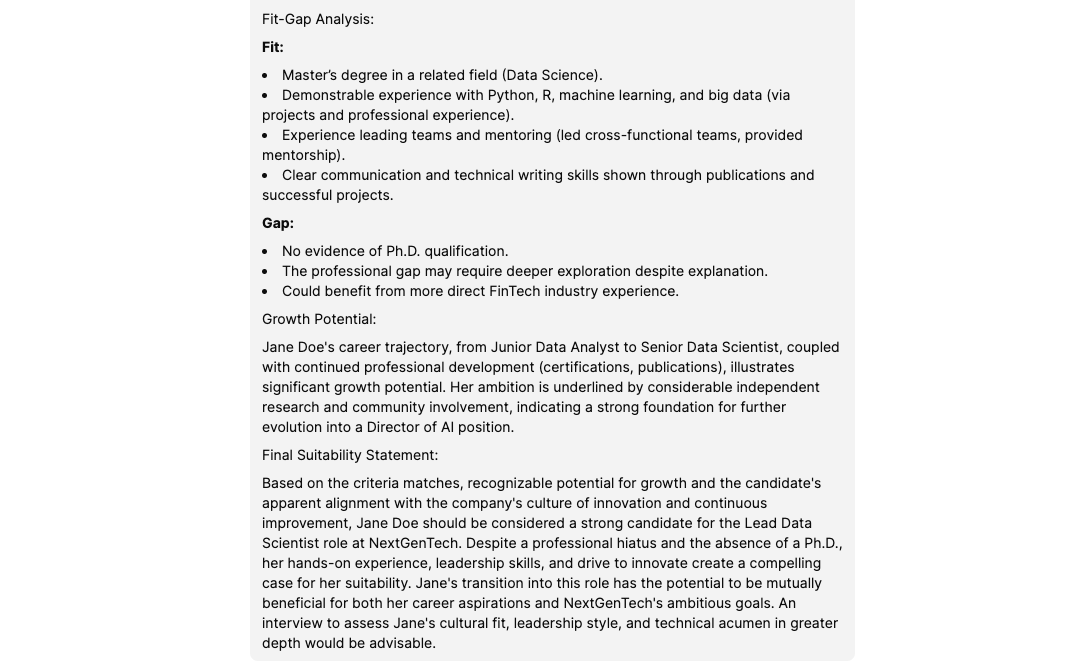 Fit-Gap Analysis:
Fit:
• Master’s degree in a related field (Data Science).
• Demonstrable experience with Python, R, machine learning, and big data (via
projects and professional experience).
• Experience leading teams and mentoring (led cross-functional teams, provided
mentorship).
• Clear communication and technical writing skills shown through publications and
successful projects.
Gap:
• No evidence of Ph.D. qualification.
• The professional gap may require deeper exploration despite explanation.
• Could benefit from more direct FinTech industry experience.
Growth Potential:
Jane Doe's career trajectory, from Junior Data Analyst to Senior Data Scientist, coupled
with continued professional development (certifications, publications), illustrates
significant growth potential. Her ambition is underlined by considerable independent
research and community involvement, indicating a strong foundation for further
evolution into a Director of AI position.
Final Suitability Statement:
Based on the criteria matches, recognizable potential for growth and the candidate's
apparent alignment with the company's culture of innovation and continuous
improvement, Jane Doe should be considered a strong candidate for the Lead Data
Scientist role at NextGenTech. Despite a professional hiatus and the absence of a Ph.D.,
her hands-on experience, leadership skills, and drive to innovate create a compelling
case for her suitability. Jane's transition into this role has the potential to be mutually
beneficial for both her career aspirations and NextGenTech's ambitious goals. An
interview to assess Jane's cultural fit, leadership style, and technical acumen in greater
depth would be advisable.